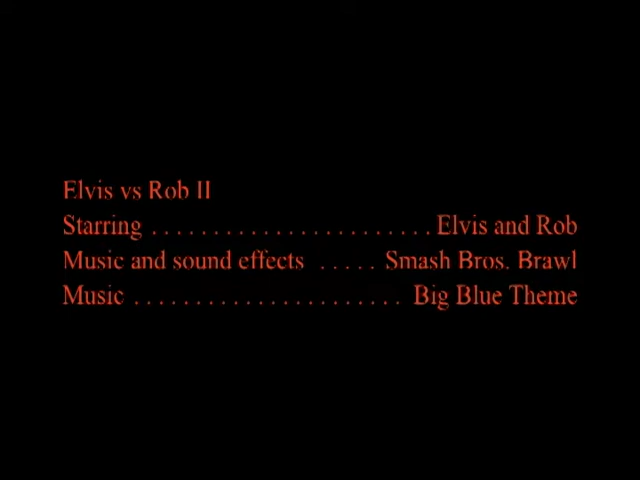 Elvis vs Rob II
Starring . . . . . . . . . . . . . . . . . . . . . . . Elvis and Rob
Music and sound effects . . . . . Smash Bros. Brawl
Music . . . . . . . . . . . . . . . . . . . . . . Big Blue Theme